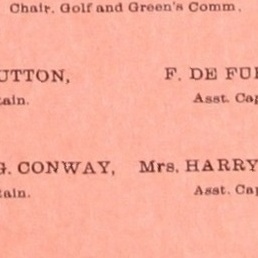 Chair. Golf and Green's Comm.
UTTON, F. DE FU
tain. Asst. Cap
G. CONWAY, Mrs. HARRY
tain. Asst. Cap